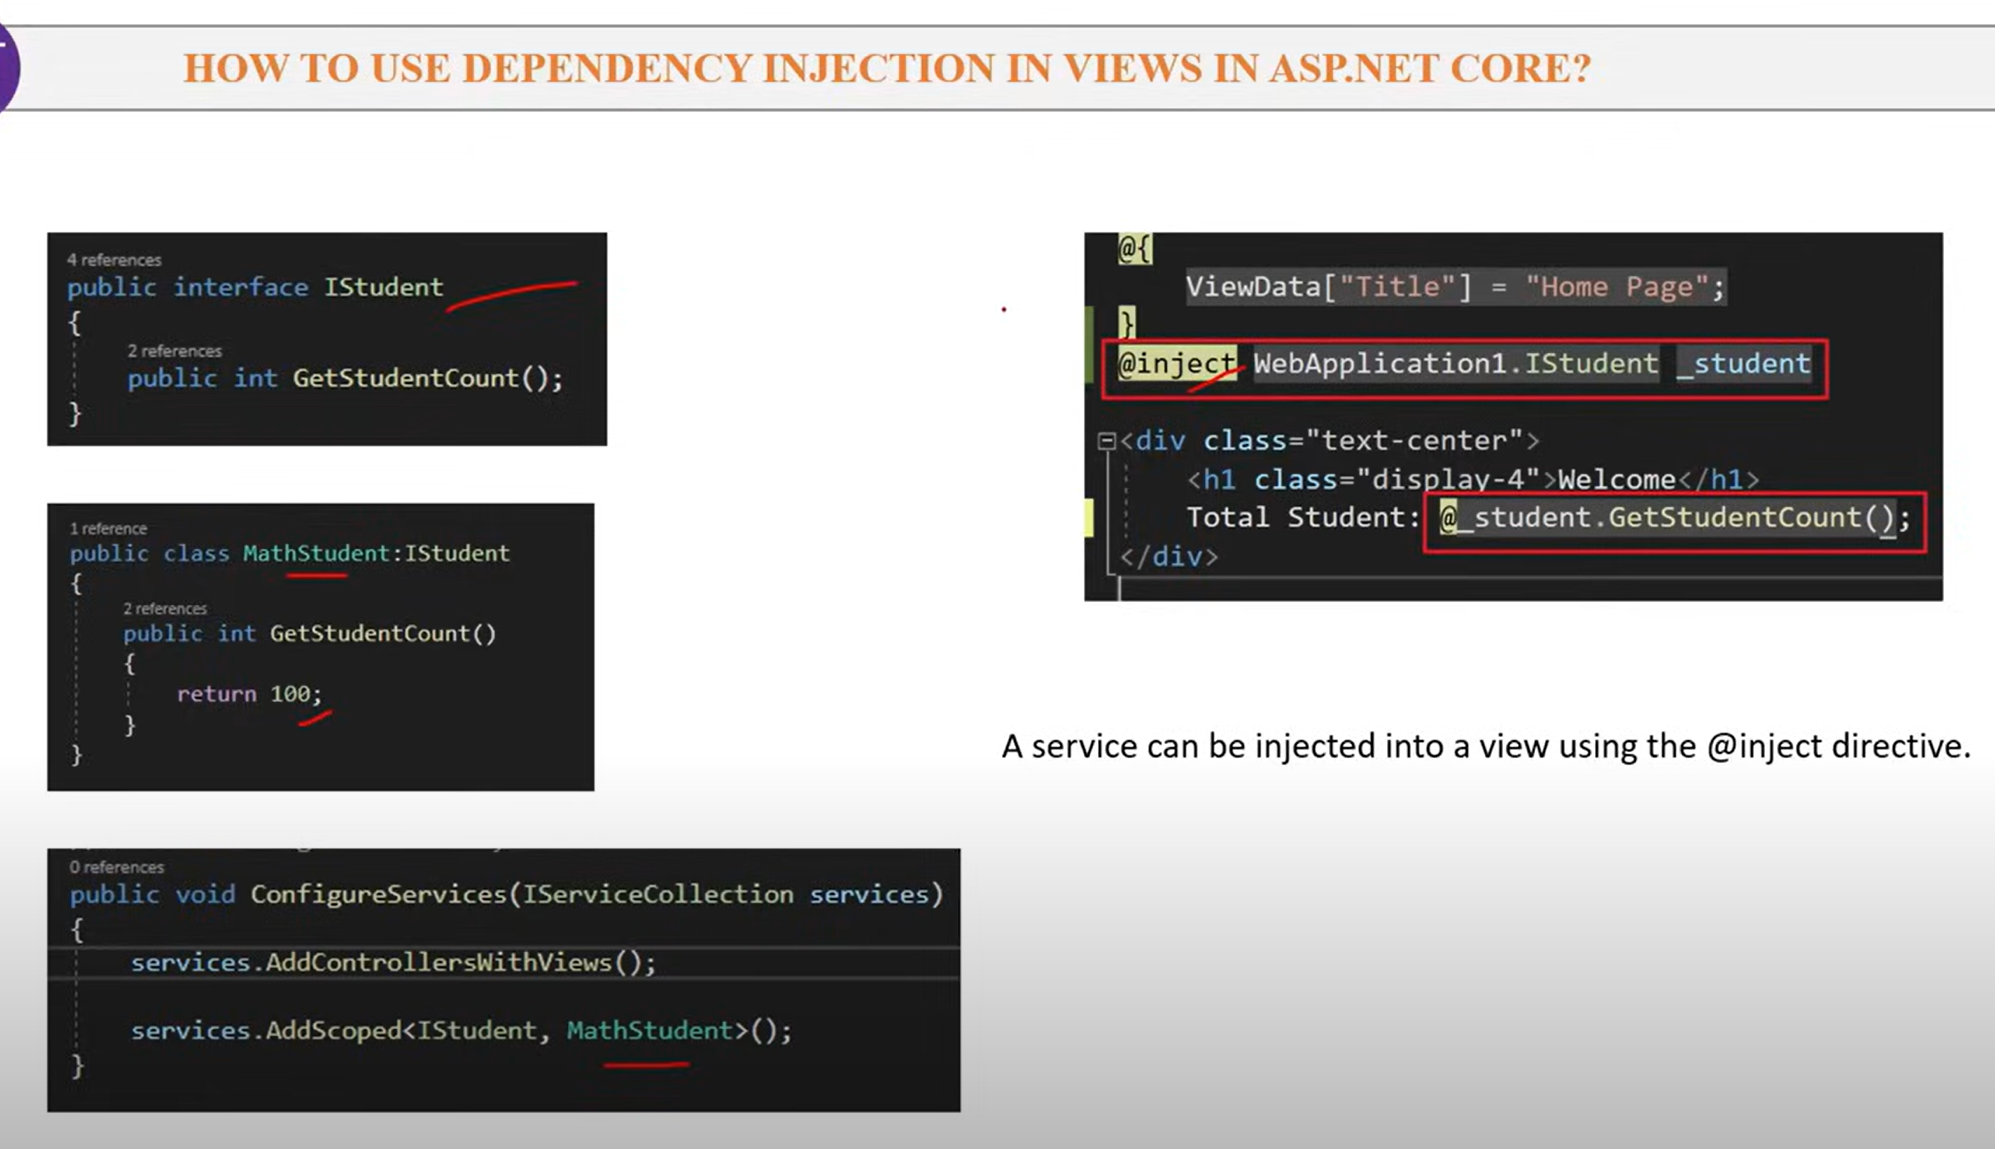 HOW TO USE DEPENDENCY INJECTION IN VIEWS IN ASP.NET CORE?
4 references
public interface IStudent
{
2 references
public int GetStudentCount();
}
1 reference
public class MathStudent:IStudent
{
2 references
public int GetStudentCount()
{
return 100;
}
}
0 references
public void ConfigureServices(IServiceCollection services)
{
services.AddControllersWithViews();
services.AddScoped<IStudent, MathStudent>();
}
@{
ViewData["Title"] = "Home Page";
}
@inject WebApplication1.IStudent _student
<div class="text-center">
<h1 class="display-4">Welcome</h1>
Total Student: @_student.GetStudentCount();
</div>
A service can be injected into a view using the @inject directive.